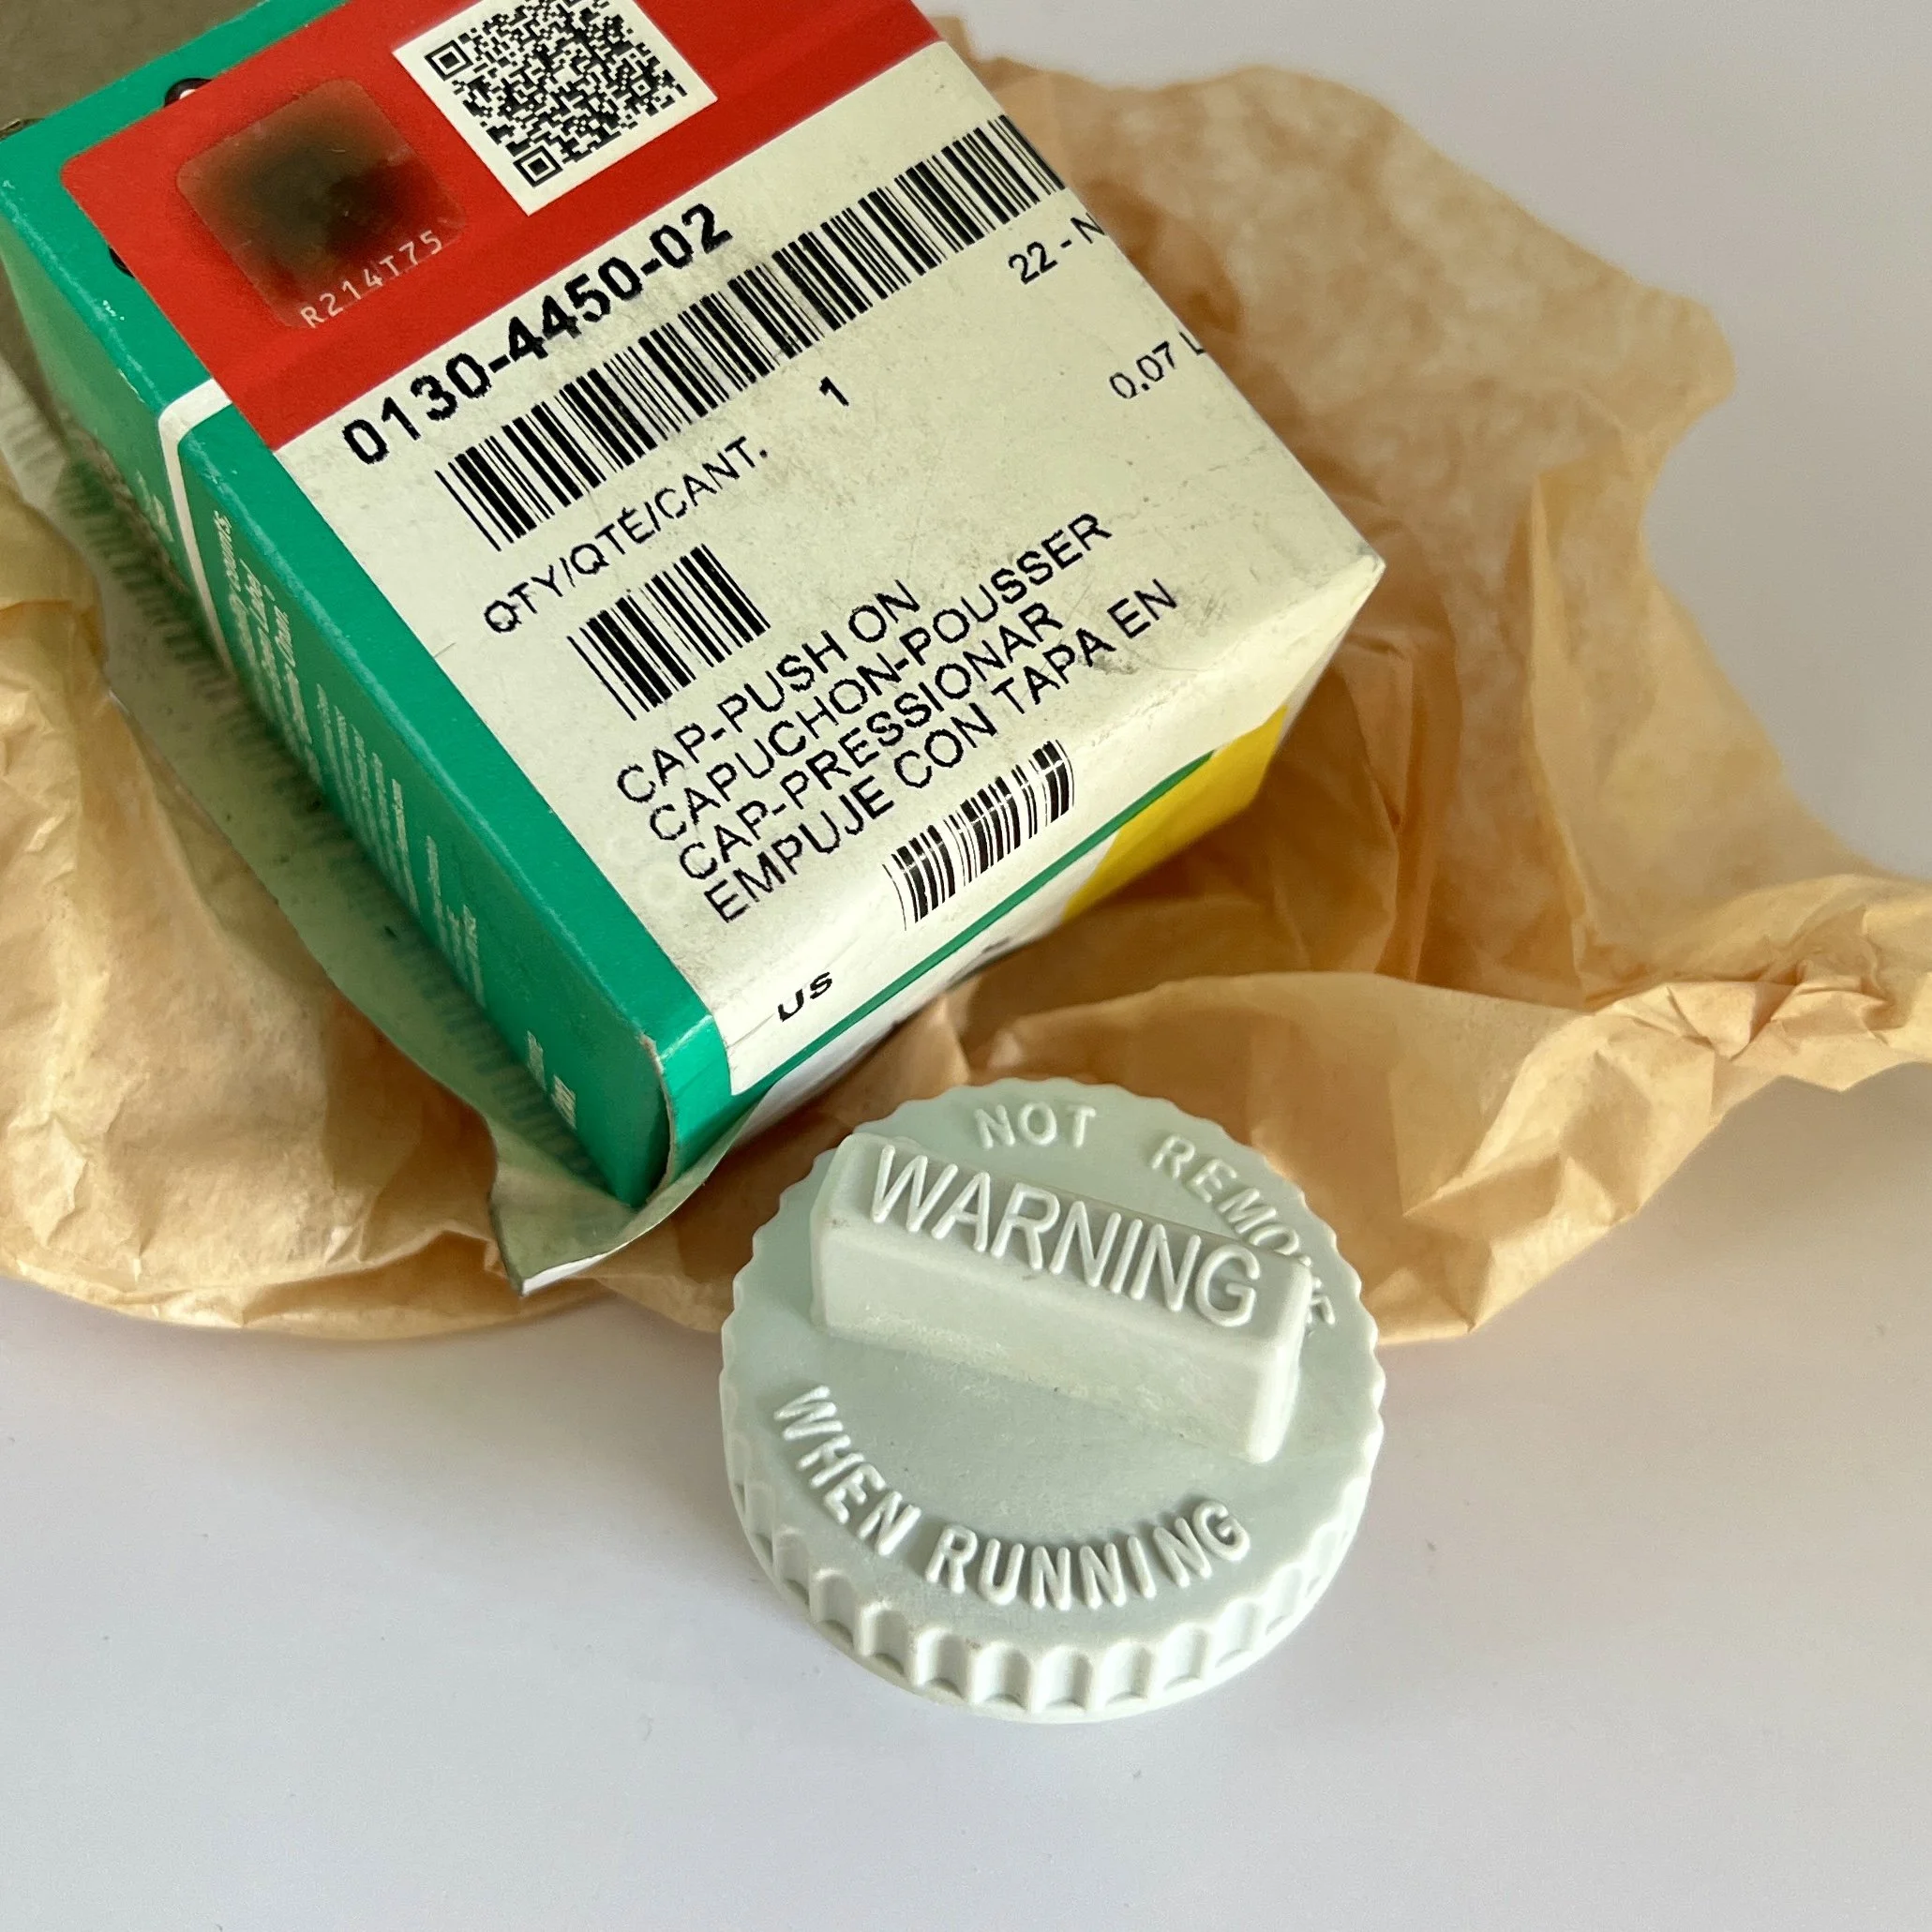 R214T75
0130-4450-02
22 - N
QTY/QTÉ/CANT.
1
0.07 L
CAP-PUSH ON
CAPUCHON-POUSSER
CAP-PRESSIONAR
EMPUJE CON TAPA EN
US
NOT REMOVE
WARNING
WHEN RUNNING